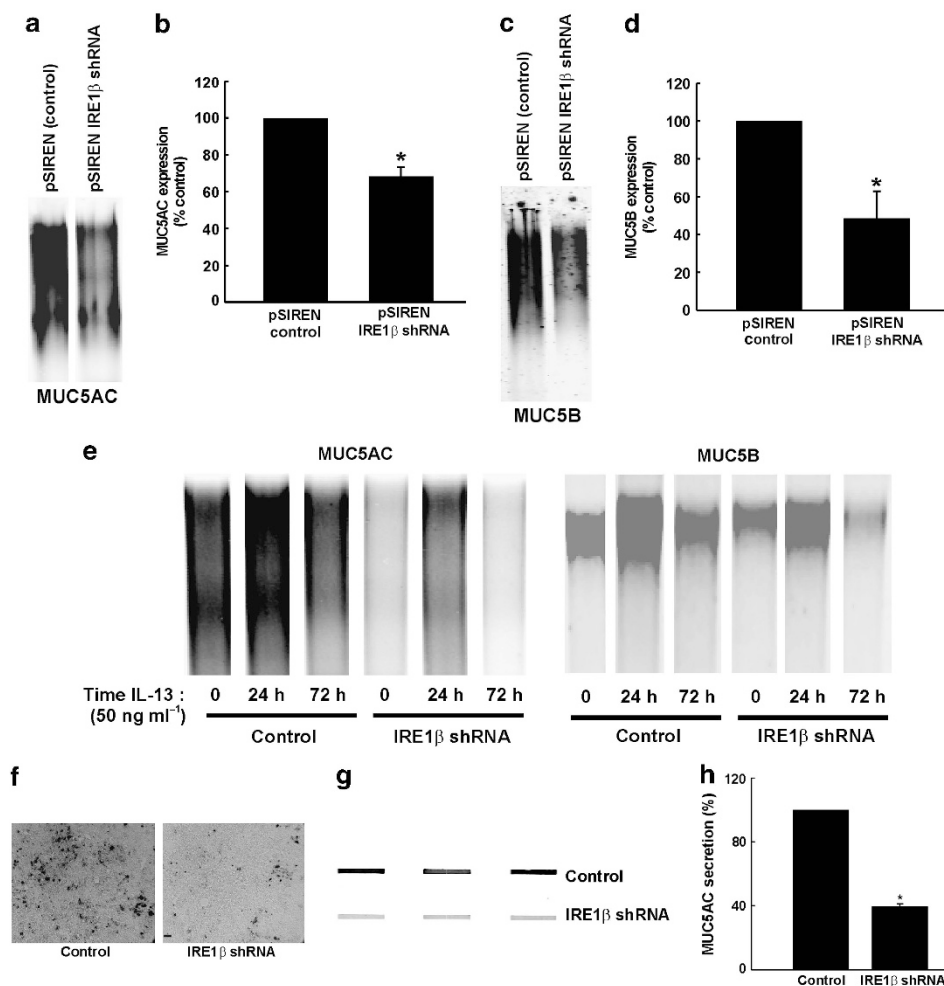 a
pSIREN (control)
pSIREN IRE1β shRNA
MUC5AC
b
MUC5AC expression
(% control)
120
100
80
60
40
20
0
*
pSIREN
control
pSIREN
IRE1β shRNA
c
pSIREN (control)
pSIREN IRE1β shRNA
MUC5B
d
MUC5B expression
(% control)
120
100
80
60
40
20
0
*
pSIREN
control
pSIREN
IRE1β shRNA
e
MUC5AC
MUC5B
Time IL-13 : 0 24 h 72 h 0 24 h 72 h 0 24 h 72 h 0 24 h 72 h
(50 ng ml⁻¹)
Control IRE1β shRNA Control IRE1β shRNA
f
Control
IRE1β shRNA
g
Control
IRE1β shRNA
h
MUC5AC secretion (%)
120
80
40
0
*
Control IRE1β shRNA